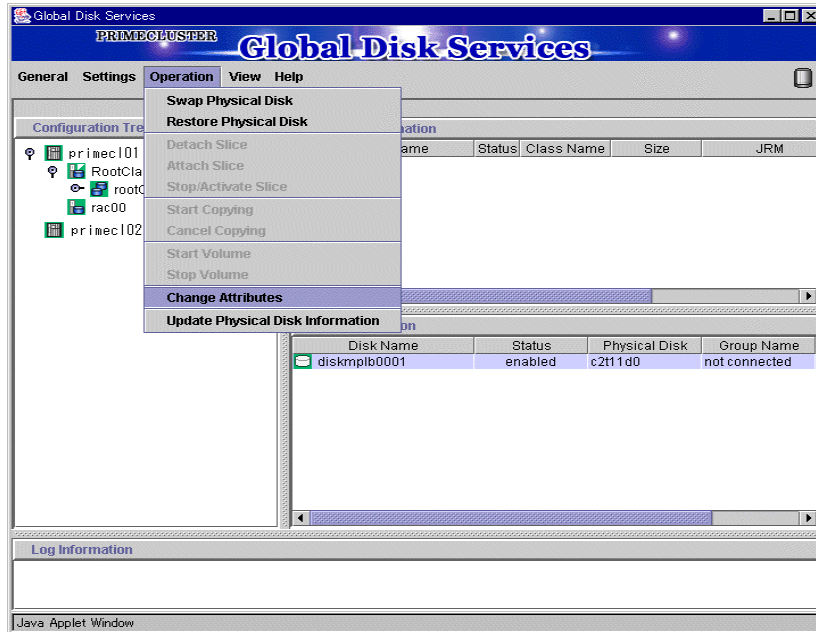 Global Disk Services
PRIMECLUSTER
Global Disk Services
General Settings Operation View Help
Swap Physical Disk
Restore Physical Disk
Detach Slice
Attach Slice
Stop/Activate Slice
Start Copying
Cancel Copying
Start Volume
Stop Volume
Change Attributes
Update Physical Disk Information
Configuration Tre
primecl01
RootCla
rootC
rac00
primecl02
mation
ame Status Class Name Size JRM
on
Disk Name Status Physical Disk Group Name
diskmplb0001 enabled c2t11d0 not connected
Log Information
Java Applet Window